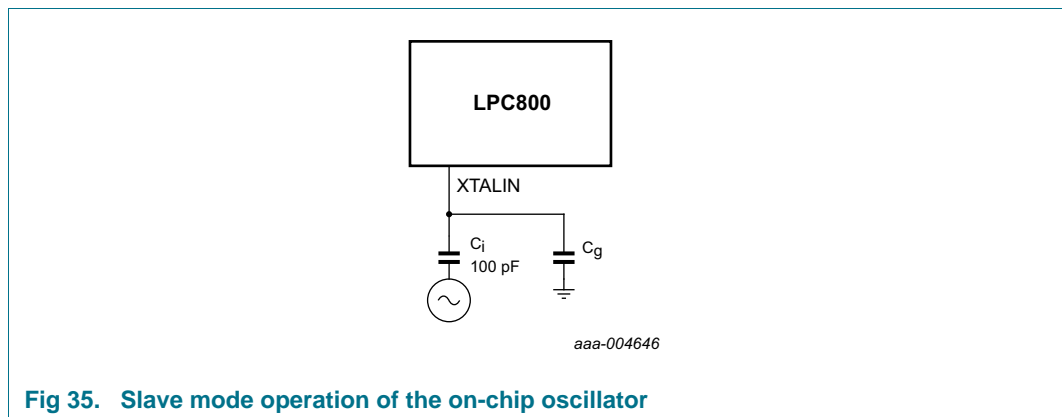 LPC800
XTALIN
Ci
100 pF
Cg
aaa-004646
Fig 35. Slave mode operation of the on-chip oscillator